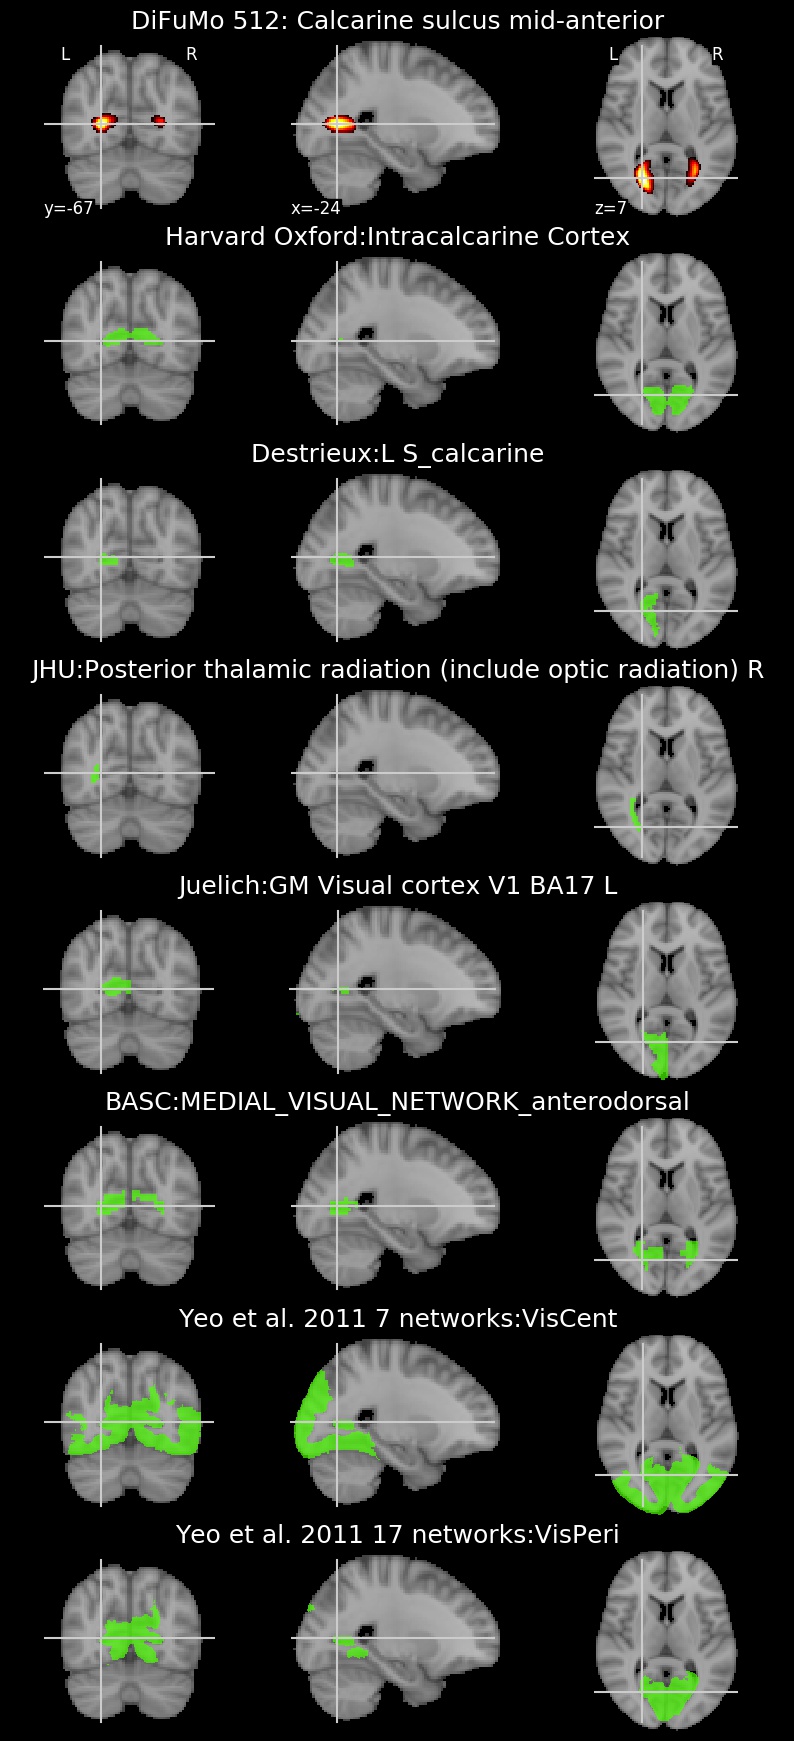 DiFuMo 512: Calcarine sulcus mid-anterior
L R L R
y=-67 x=-24 z=7
Harvard Oxford:Intracalcarine Cortex
Destrieux:L S_calcarine
JHU:Posterior thalamic radiation (include optic radiation) R
Juelich:GM Visual cortex V1 BA17 L
BASC:MEDIAL_VISUAL_NETWORK_anterodorsal
Yeo et al. 2011 7 networks:VisCent
Yeo et al. 2011 17 networks:VisPeri